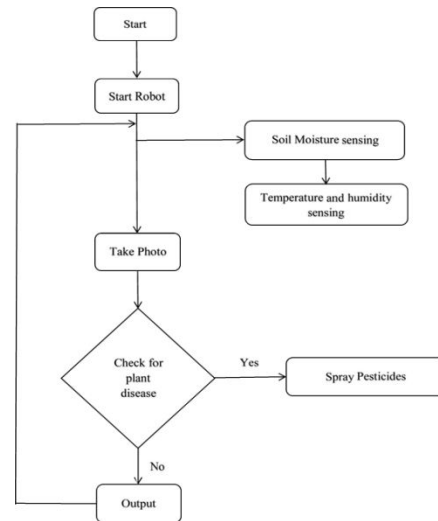 Start
Start Robot
Soil Moisture sensing
Temperature and humidity
sensing
Take Photo
Check for
plant
disease
Yes
Spray Pesticides
No
Output